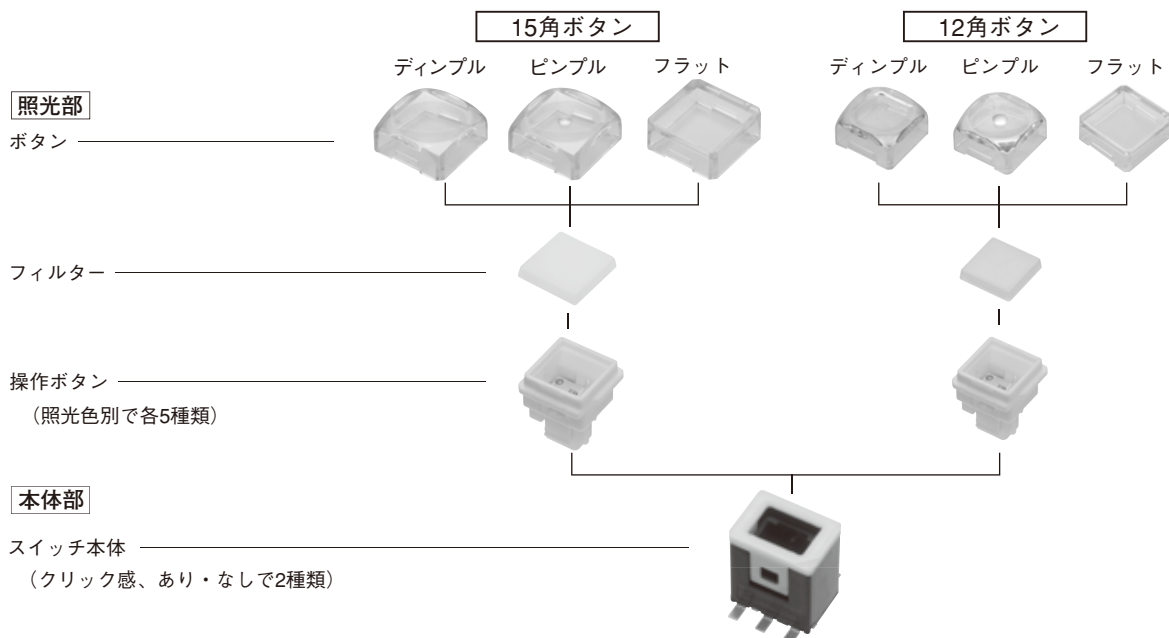 15角ボタン
12角ボタン
ディンプル ピンプル フラット
ディンプル ピンプル フラット
照光部
ボタン
フィルター
操作ボタン
（照光色別で各5種類）
本体部
スイッチ本体
（クリック感、あり・なしで2種類）